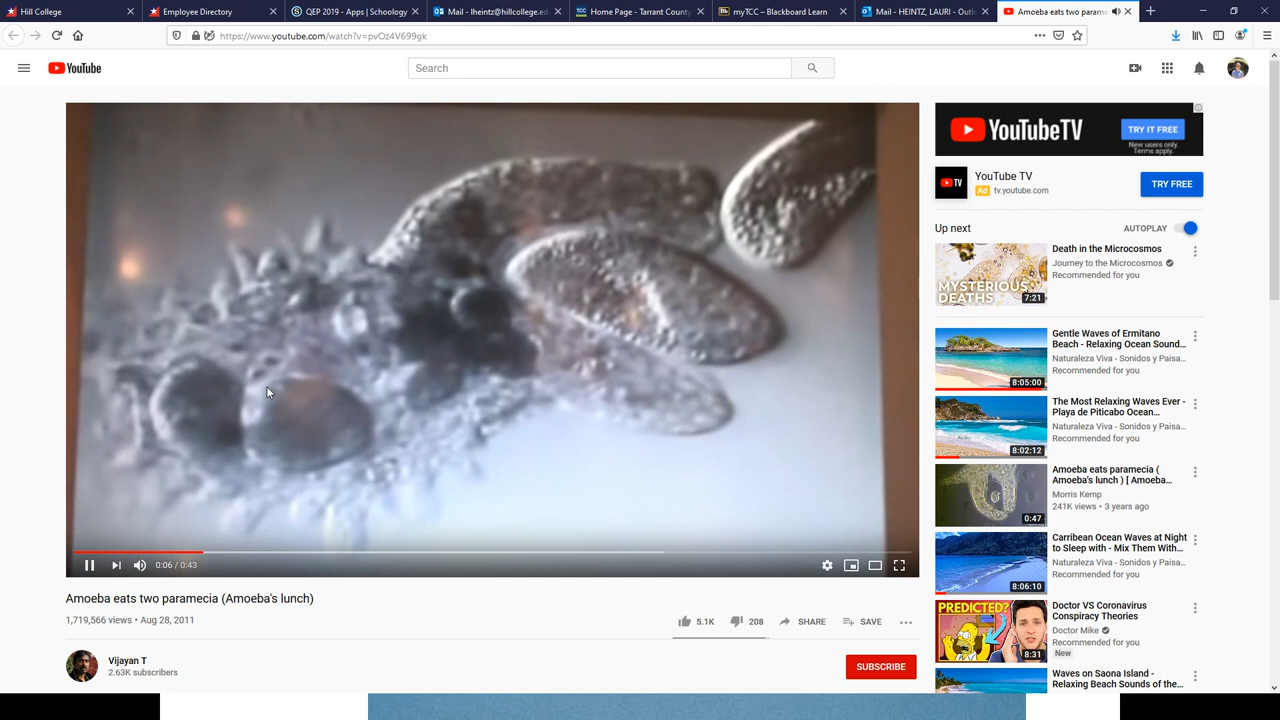 Hill College
Employee Directory
QEP 2019 - Apps | Schoology
Mail - lheintz@hillcollege.ed
Home Page - Tarrant County
myTCC – Blackboard Learn
Mail - HEINTZ, LAURI - Outl
Amoeba eats two parame
https://www.youtube.com/watch?v=pvOz4V699gk
YouTube
Search
YouTubeTV
TRY IT FREE
New users only.
Terms apply.
YouTube TV
Ad tv.youtube.com
TRY FREE
Up next
AUTOPLAY
Death in the Microcosmos
Journey to the Microcosmos
Recommended for you
MYSTERIOUS
DEATHS
7:21
Gentle Waves of Ermitano
Beach - Relaxing Ocean Sound...
Naturaleza Viva - Sonidos y Paisa...
Recommended for you
8:05:00
The Most Relaxing Waves Ever -
Playa de Piticabo Ocean...
Naturaleza Viva - Sonidos y Paisa...
Recommended for you
8:02:12
Amoeba eats paramecia (
Amoeba's lunch ) [ Amoeba...
Morris Kemp
241K views • 3 years ago
0:47
Carribean Ocean Waves at Night
to Sleep with - Mix Them With...
Naturaleza Viva - Sonidos y Paisa...
Recommended for you
8:06:10
Doctor VS Coronavirus
Conspiracy Theories
Doctor Mike
Recommended for you
New
PREDICTED?
8:31
Waves on Saona Island -
Relaxing Beach Sounds of the...
0:06 / 0:43
Amoeba eats two paramecia (Amoeba's lunch)
1,719,566 views • Aug 28, 2011
5.1K
208
SHARE
SAVE
Vijayan T
2.63K subscribers
SUBSCRIBE